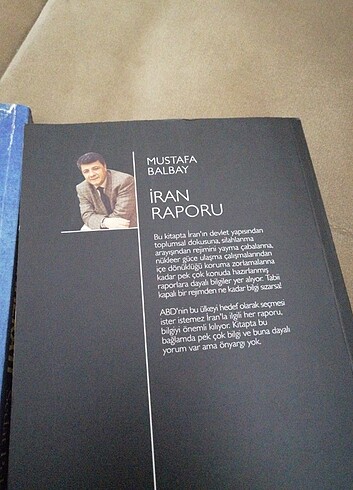 MUSTAFA
BALBAY
İRAN
RAPORU
Bu kitapta İran'ın devlet yapısından
toplumsal dokusuna, silahlanma
arayışından rejimini yayma çabalarına,
nükleer güce ulaşma çalışmalarından
içe dönüklüğü koruma zorlamalarına
kadar pek çok konuda hazırlanmış
raporlara dayalı bilgiler yer alıyor. Tabii
kapalı bir rejimden ne kadar bilgi sızarsa!
ABD'nin bu ülkeyi hedef olarak seçmesi
ister istemez İran'la ilgili her raporu,
bilgiyi önemli kılıyor. Kitapta bu
bağlamda pek çok bilgi ve buna dayalı
yorum var ama önyargı yok.